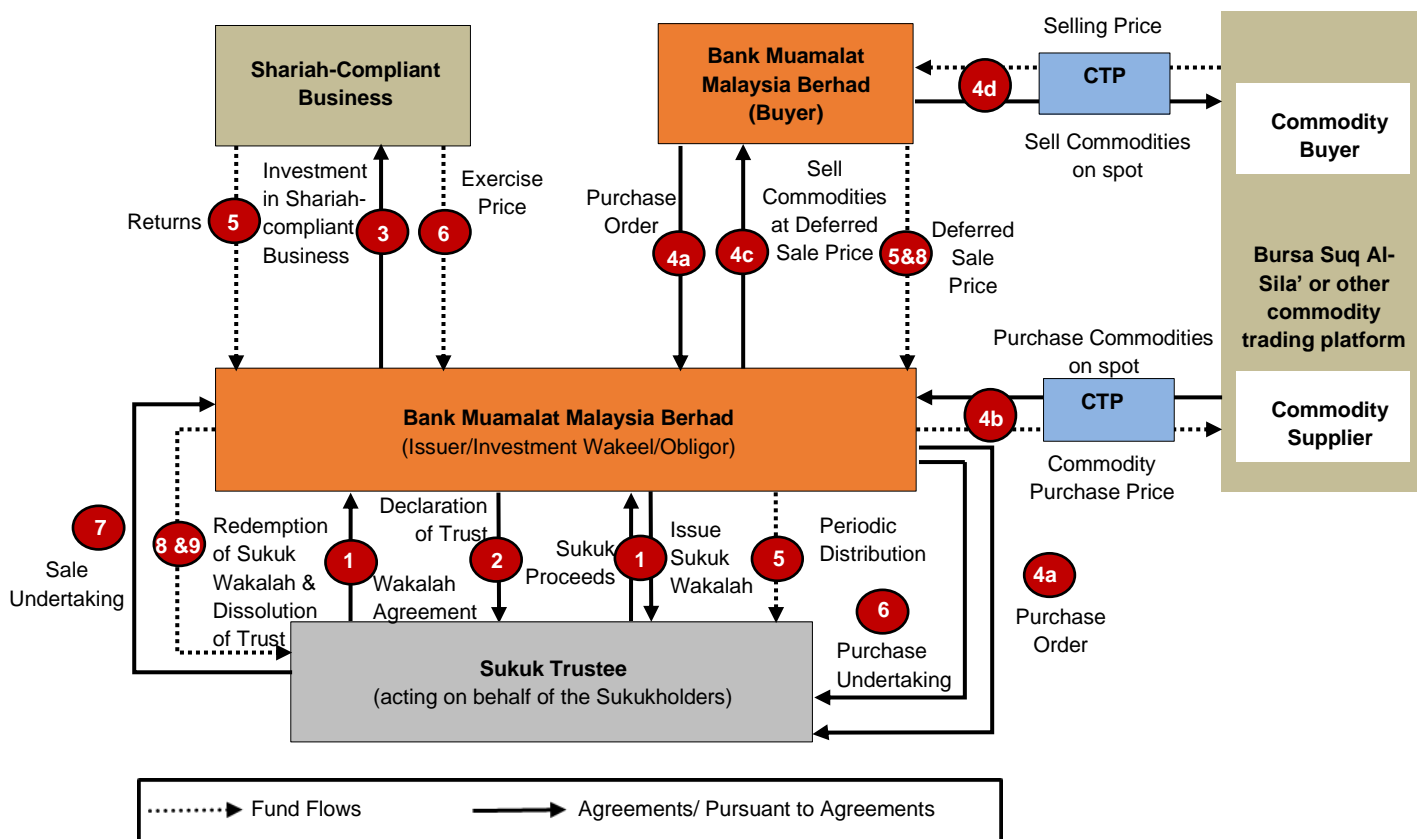 Shariah-Compliant
Business
Bank Muamalat
Malaysia Berhad
(Buyer)
Selling Price
CTP
4d
Sell Commodities
on spot
Commodity
Buyer
Bursa Suq Al-
Sila’ or other
commodity
trading platform
Commodity
Supplier
Returns
5
Investment
in Shariah-
compliant
Business
3
Exercise
Price
6
Purchase
Order
4a
4c
Sell
Commodities
at Deferred
Sale Price
5&8
Deferred
Sale
Price
Purchase Commodities
on spot
CTP
4b
Commodity
Purchase Price
Bank Muamalat Malaysia Berhad
(Issuer/Investment Wakeel/Obligor)
7
Sale
Undertaking
8 &9
Redemption
of Sukuk
Wakalah &
Dissolution
of Trust
1
Wakalah
Agreement
Declaration
of Trust
2
Sukuk
Proceeds
1
Issue
Sukuk
Wakalah
5
Periodic
Distribution
6
Purchase
Undertaking
4a
Purchase
Order
Sukuk Trustee
(acting on behalf of the Sukukholders)
Fund Flows
Agreements/ Pursuant to Agreements